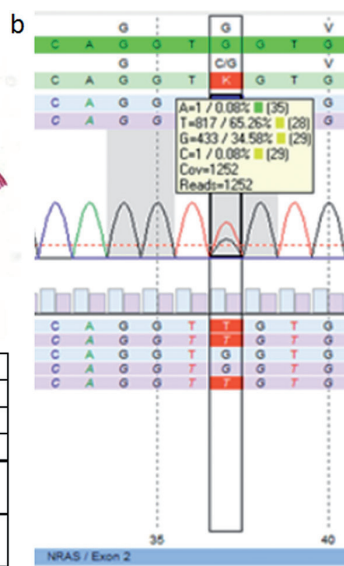 b
G G V
C A G G T G G T G
G C/G V
C A G G T K G T G
C A G G G
C A G G G
A=1 / 0.08% (35)
T=817 / 65.26% (28)
G=433 / 34.58% (29)
C=1 / 0.08% (29)
Cov=1252
Reads=1252
C A G G T T G T G
C A G G T T G T G
C A G G T G G T G
C A G G T G G T G
C A G G T T G T G
35 40
NRAS / Exon 2